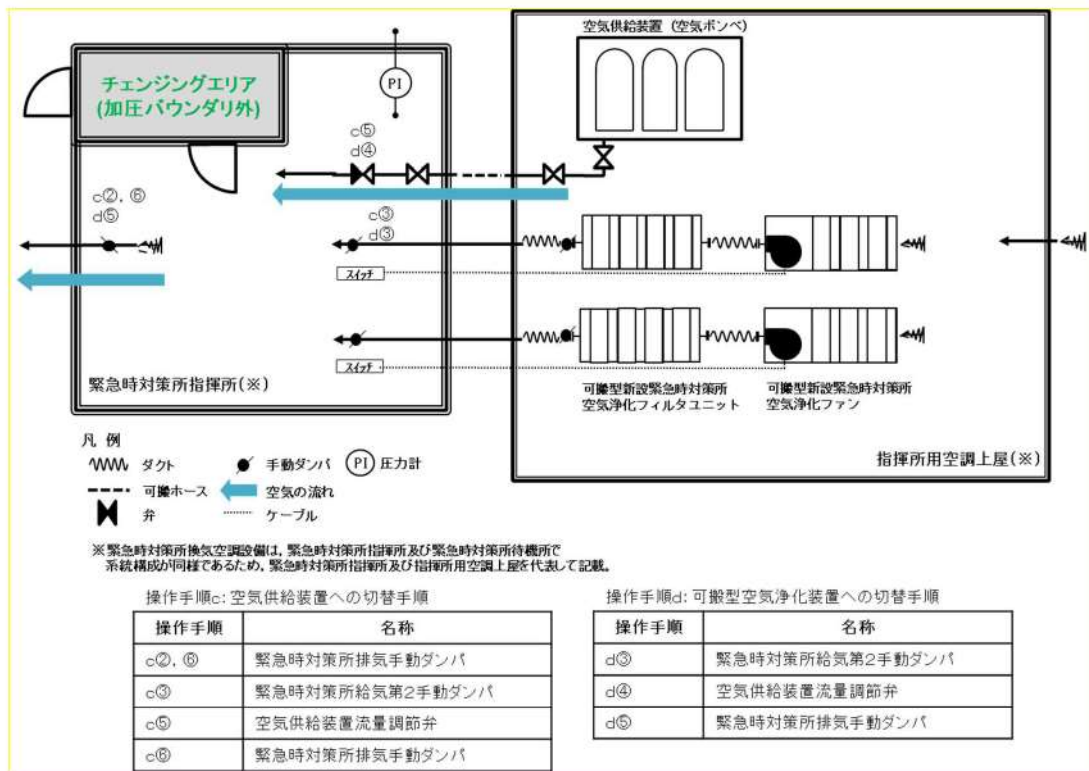 空気供給装置（空気ボンベ）
チェンジングエリア
(加圧バウンダリ外)
PI
c⑤
d④
c②, ⑥
d⑤
c③
d③
スイッチ
スイッチ
緊急時対策所指揮所(※)
可搬型新設緊急時対策所
空気浄化フィルタユニット
可搬型新設緊急時対策所
空気浄化ファン
指揮所用空調上屋(※)
凡 例
ダクト
手動ダンパ
PI 圧力計
可搬ホース
空気の流れ
弁
ケーブル
※緊急時対策所換気空調設備は，緊急時対策所指揮所及び緊急時対策所待機所で
系統構成が同様であるため，緊急時対策所指揮所及び指揮所用空調上屋を代表して記載。
操作手順c: 空気供給装置への切替手順
操作手順 名称
c②, ⑥ 緊急時対策所排気手動ダンパ
c③ 緊急時対策所給気第2手動ダンパ
c⑤ 空気供給装置流量調節弁
c⑥ 緊急時対策所排気手動ダンパ
操作手順d: 可搬型空気浄化装置への切替手順
操作手順 名称
d③ 緊急時対策所給気第2手動ダンパ
d④ 空気供給装置流量調節弁
d⑤ 緊急時対策所排気手動ダンパ